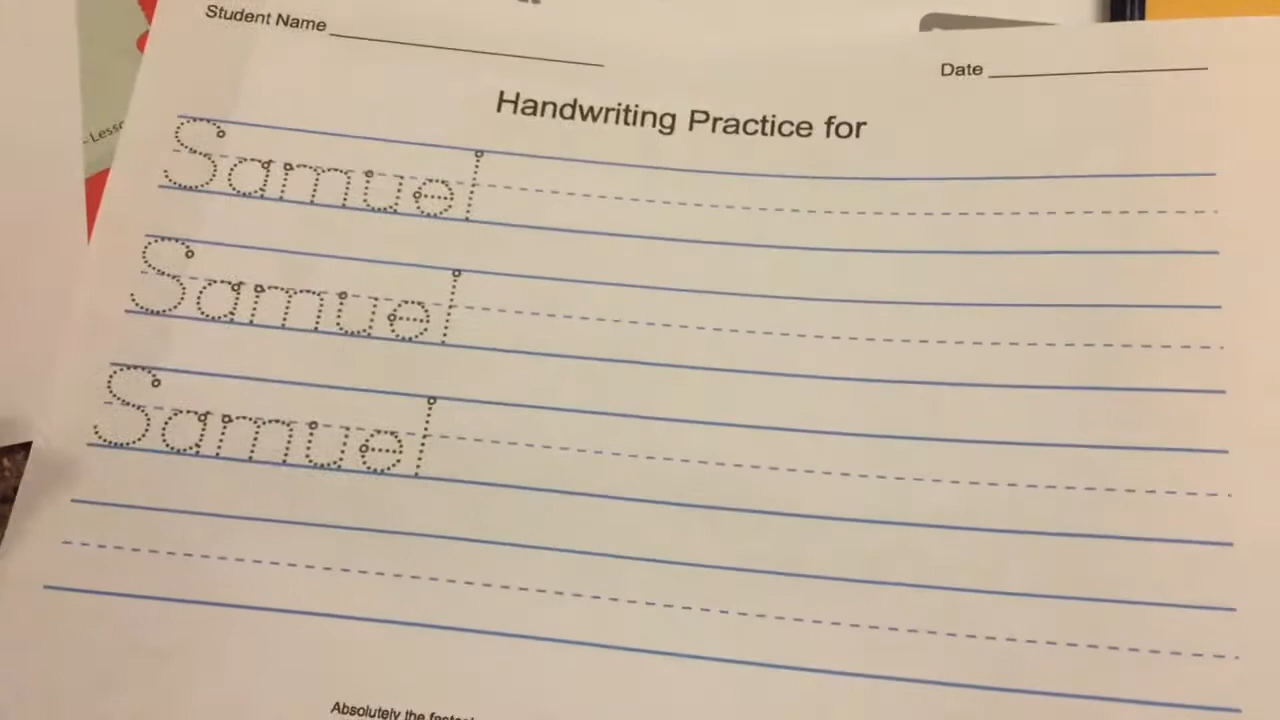 Student Name
Date
Handwriting Practice for
Samuel
Samuel
Samuel
Absolutely the